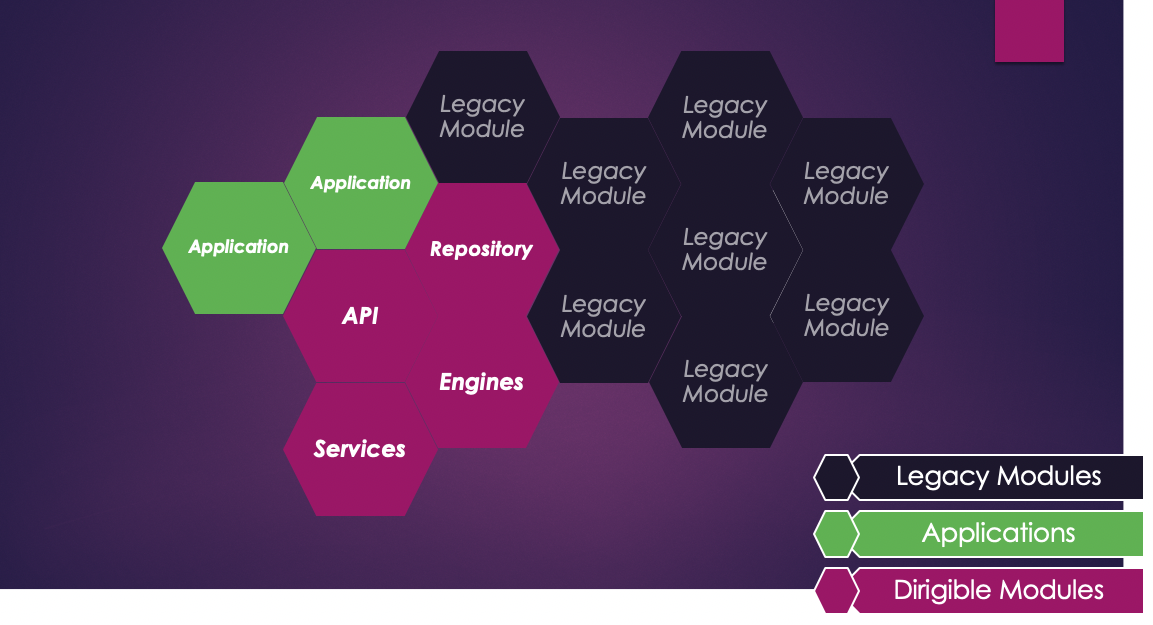 Legacy
Module
Legacy
Module
Application
Legacy
Module
Legacy
Module
Application
Repository
Legacy
Module
API
Legacy
Module
Legacy
Module
Engines
Legacy
Module
Services
Legacy Modules
Applications
Dirigible Modules